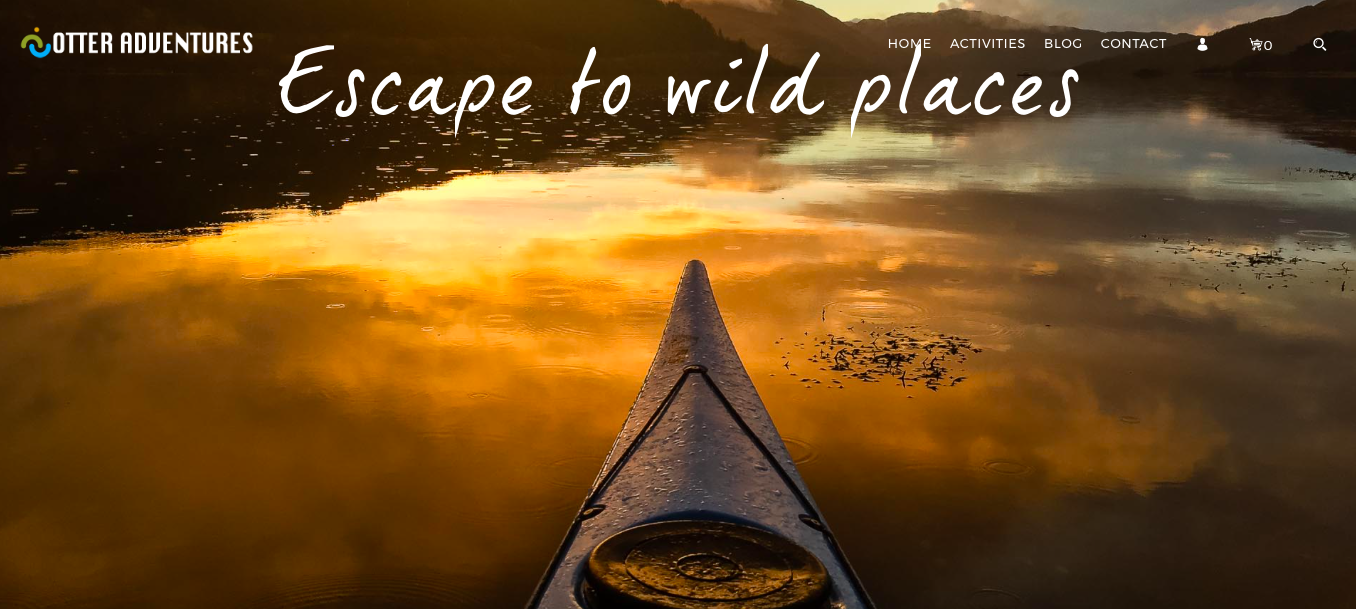 OTTER ADVENTURES
HOME ACTIVITIES BLOG CONTACT 0
Escape to wild places